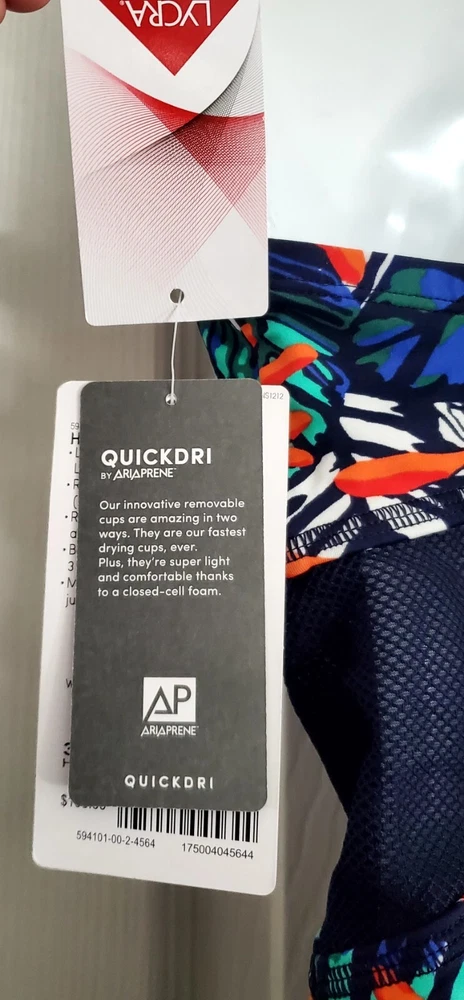 LYCRA®
QUICKDRI
BY ARIAPRENE™
Our innovative removable
cups are amazing in two
ways. They are our fastest
drying cups, ever.
Plus, they're super light
and comfortable thanks
to a closed-cell foam.
AP
ARIAPRENE™
QUICKDRI
594101-00-2-4564 175004045644